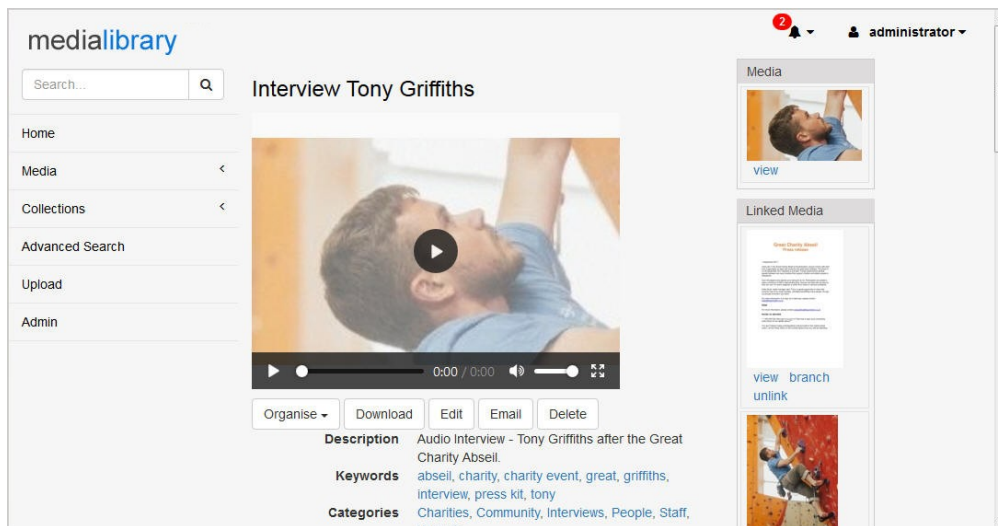 medialibrary
2
administrator
Search...
Home
Media
Collections
Advanced Search
Upload
Admin
Interview Tony Griffiths
0:00 / 0:00
Organise
Download
Edit
Email
Delete
Description Audio Interview - Tony Griffiths after the Great
Charity Abseil.
Keywords abseil, charity, charity event, great, griffiths,
interview, press kit, tony
Categories Charities, Community, Interviews, People, Staff,
Media
view
Linked Media
Great Charity Abseil
view branch
unlink